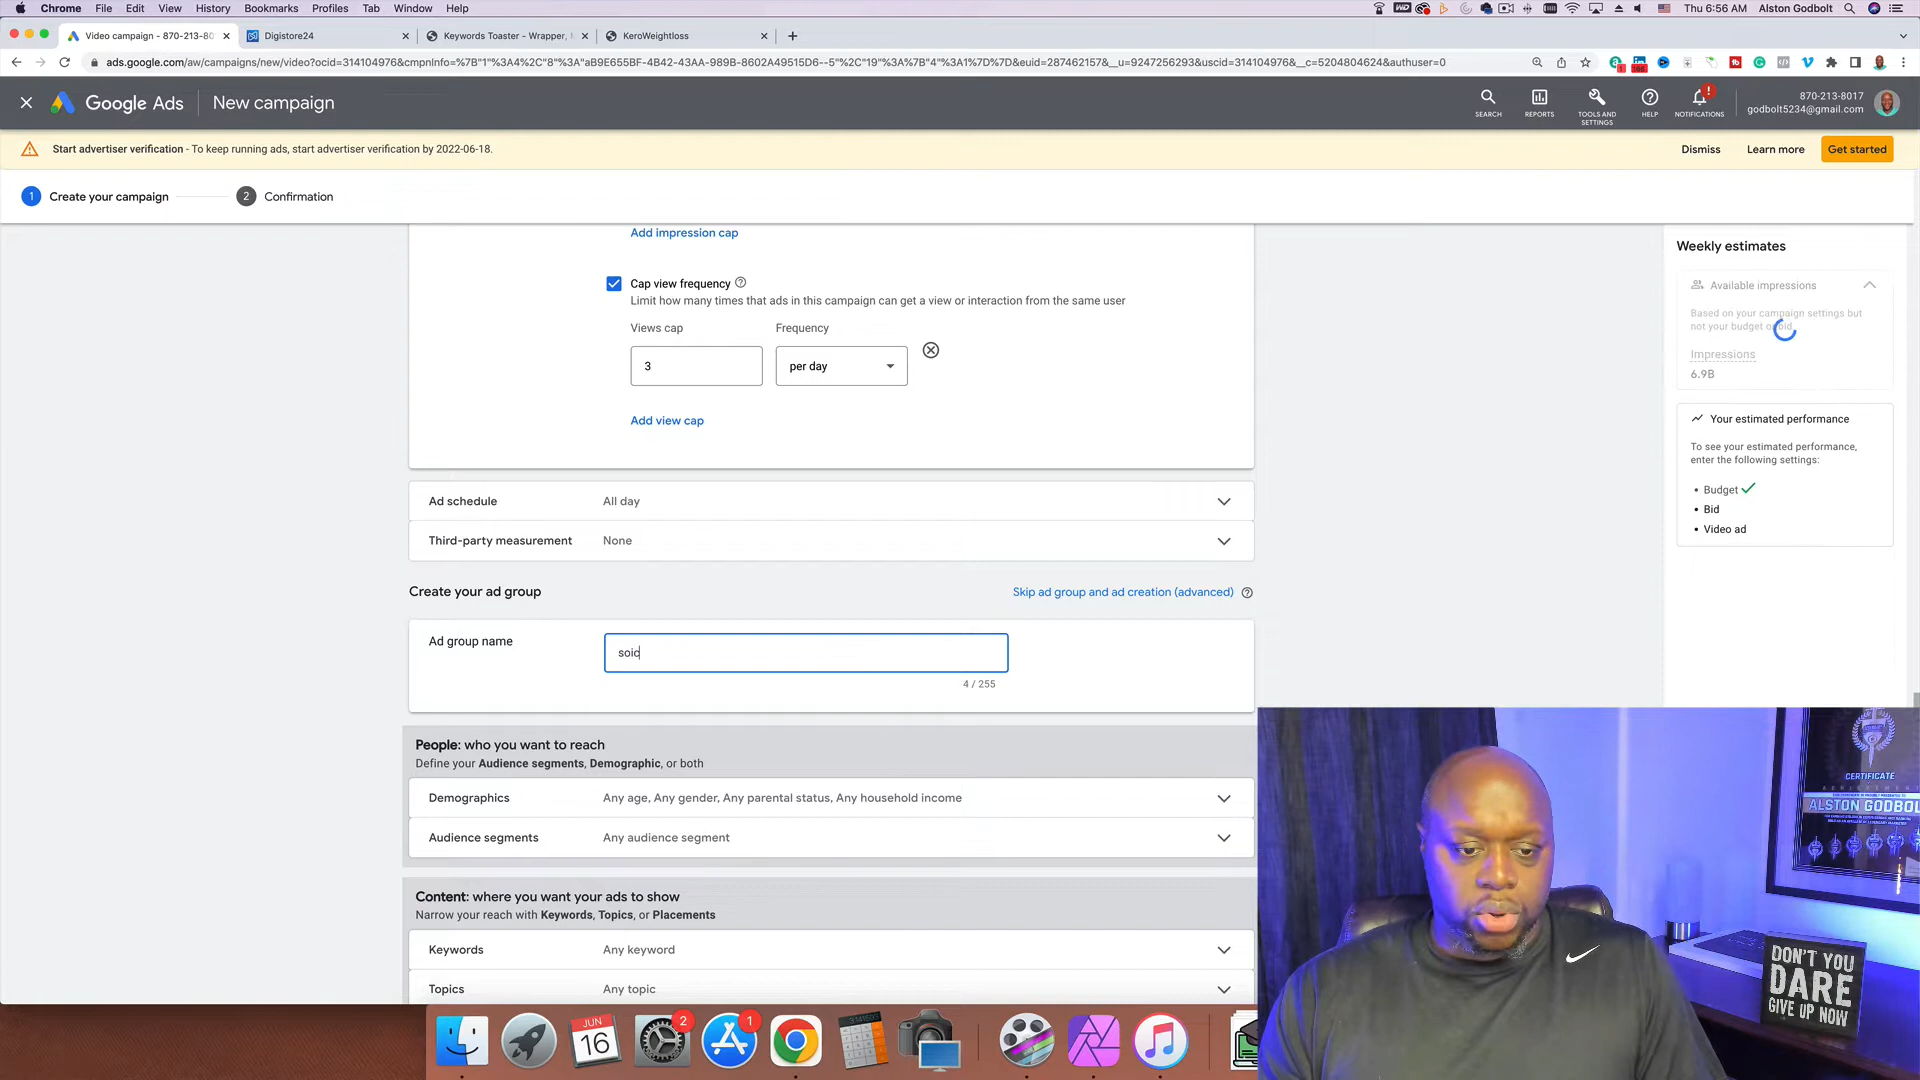 Chrome File Edit View History Bookmarks Profiles Tab Window Help
Thu 6:56 AM Alston Godbolt
Video campaign - 870-213-80
Digistore24
Keywords Toaster - Wrapper,
KeroWeightloss
ads.google.com/aw/campaigns/new/video?ocid=314104976&cmpnInfo=%7B"1"%3A4%2C"8"%3A"aB9E655BF-4B42-43AA-989B-8602A49515D6--5"%2C"19"%3A%7B"4"%3A1%7D%7D&euid=287462157&__u=9247256293&uscid=314104976&__c=5204804624&authuser=0
Google Ads
New campaign
SEARCH
REPORTS
TOOLS AND SETTINGS
HELP
NOTIFICATIONS
870-213-8017
godbolt5234@gmail.com
Start advertiser verification - To keep running ads, start advertiser verification by 2022-06-18.
Dismiss
Learn more
Get started
1 Create your campaign
2 Confirmation
Add impression cap
Cap view frequency
Limit how many times that ads in this campaign can get a view or interaction from the same user
Views cap
Frequency
3
per day
Add view cap
Ad schedule All day
Third-party measurement None
Create your ad group
Skip ad group and ad creation (advanced)
Ad group name
soic
4 / 255
People: who you want to reach
Define your Audience segments, Demographic, or both
Demographics Any age, Any gender, Any parental status, Any household income
Audience segments Any audience segment
Content: where you want your ads to show
Narrow your reach with Keywords, Topics, or Placements
Keywords Any keyword
Topics Any topic
Weekly estimates
Available impressions
Based on your campaign settings but
not your budget or bid
Impressions
6.9B
Your estimated performance
To see your estimated performance,
enter the following settings:
• Budget
• Bid
• Video ad
JUN
16
2
1
CERTIFICATE
ALSTON GODBOL
DON'T YOU
DARE
GIVE UP NOW